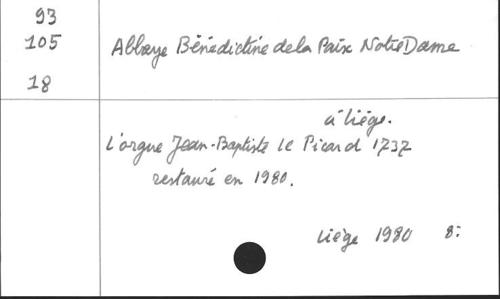 93
105
18
Abbaye Bénédictine de la Paix Notre Dame
à Liège.
L'orgue Jean-Baptiste Le Picard 1737
restauré en 1980.
Liège 1980 8: